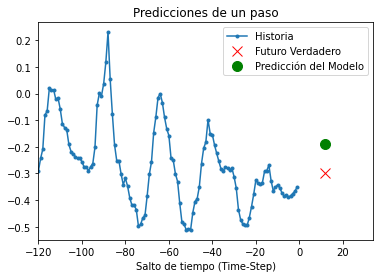 Predicciones de un paso
Historia
Futuro Verdadero
Predicción del Modelo
0.2
0.1
0.0
−0.1
−0.2
−0.3
−0.4
−0.5
−120 −100 −80 −60 −40 −20 0 20
Salto de tiempo (Time-Step)